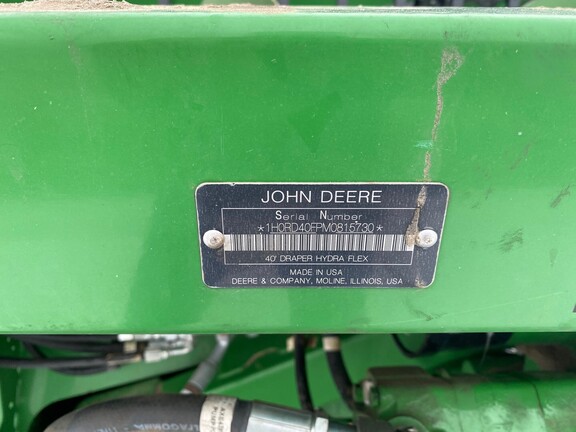 JOHN DEERE
Serial Number
*1H0RD40FPM0815730*
40' DRAPER HYDRA FLEX
MADE IN USA
DEERE & COMPANY, MOLINE, ILLINOIS, USA